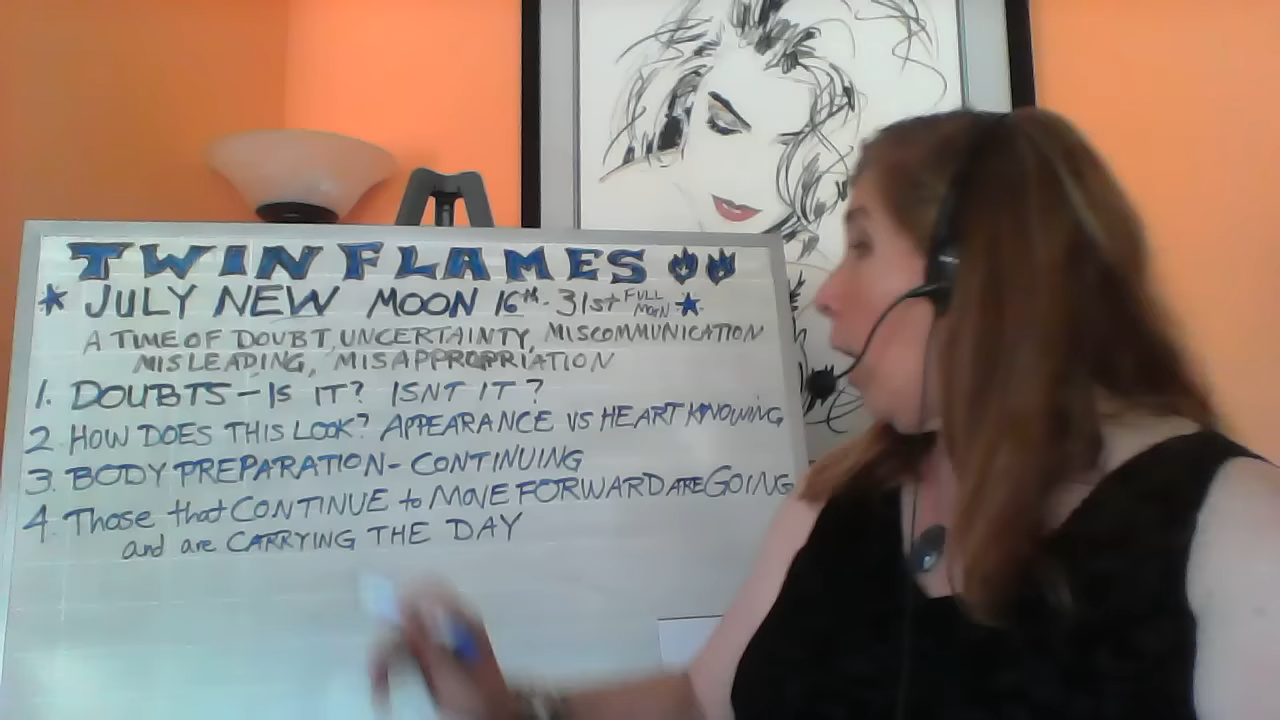 TWIN FLAMES
★ JULY NEW MOON 16th - 31st FULL MOON ★
A TIME OF DOUBT, UNCERTAINTY, MISCOMMUNICATION
MISLEADING, MISAPPROPRIATION
1. DOUBTS - IS IT? ISNT IT?
2 HOW DOES THIS LOOK? APPEARANCE VS HEART KNOWING
3. BODY PREPARATION - CONTINUING
4. Those that CONTINUE to MOVE FORWARD ARE GOING
and are CARRYING THE DAY